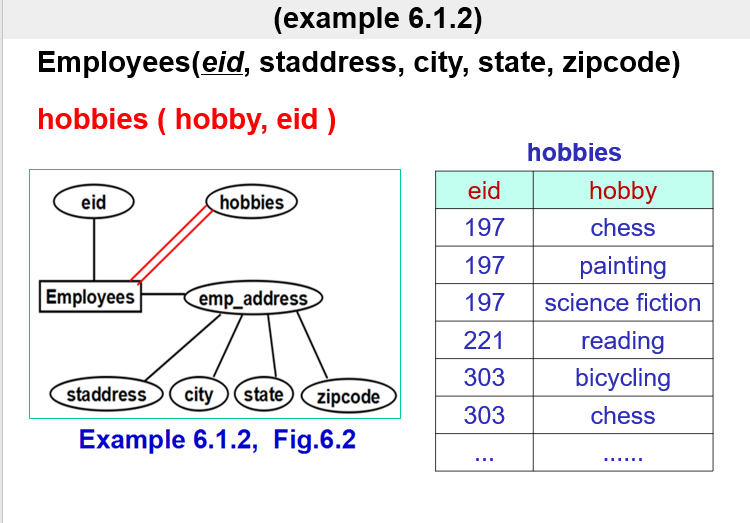 (example 6.1.2)
Employees(eid, staddress, city, state, zipcode)
hobbies ( hobby, eid )
hobbies
eid hobby
197 chess
197 painting
197 science fiction
221 reading
303 bicycling
303 chess
... ......
eid hobbies
Employees emp_address
staddress city state zipcode
Example 6.1.2, Fig.6.2